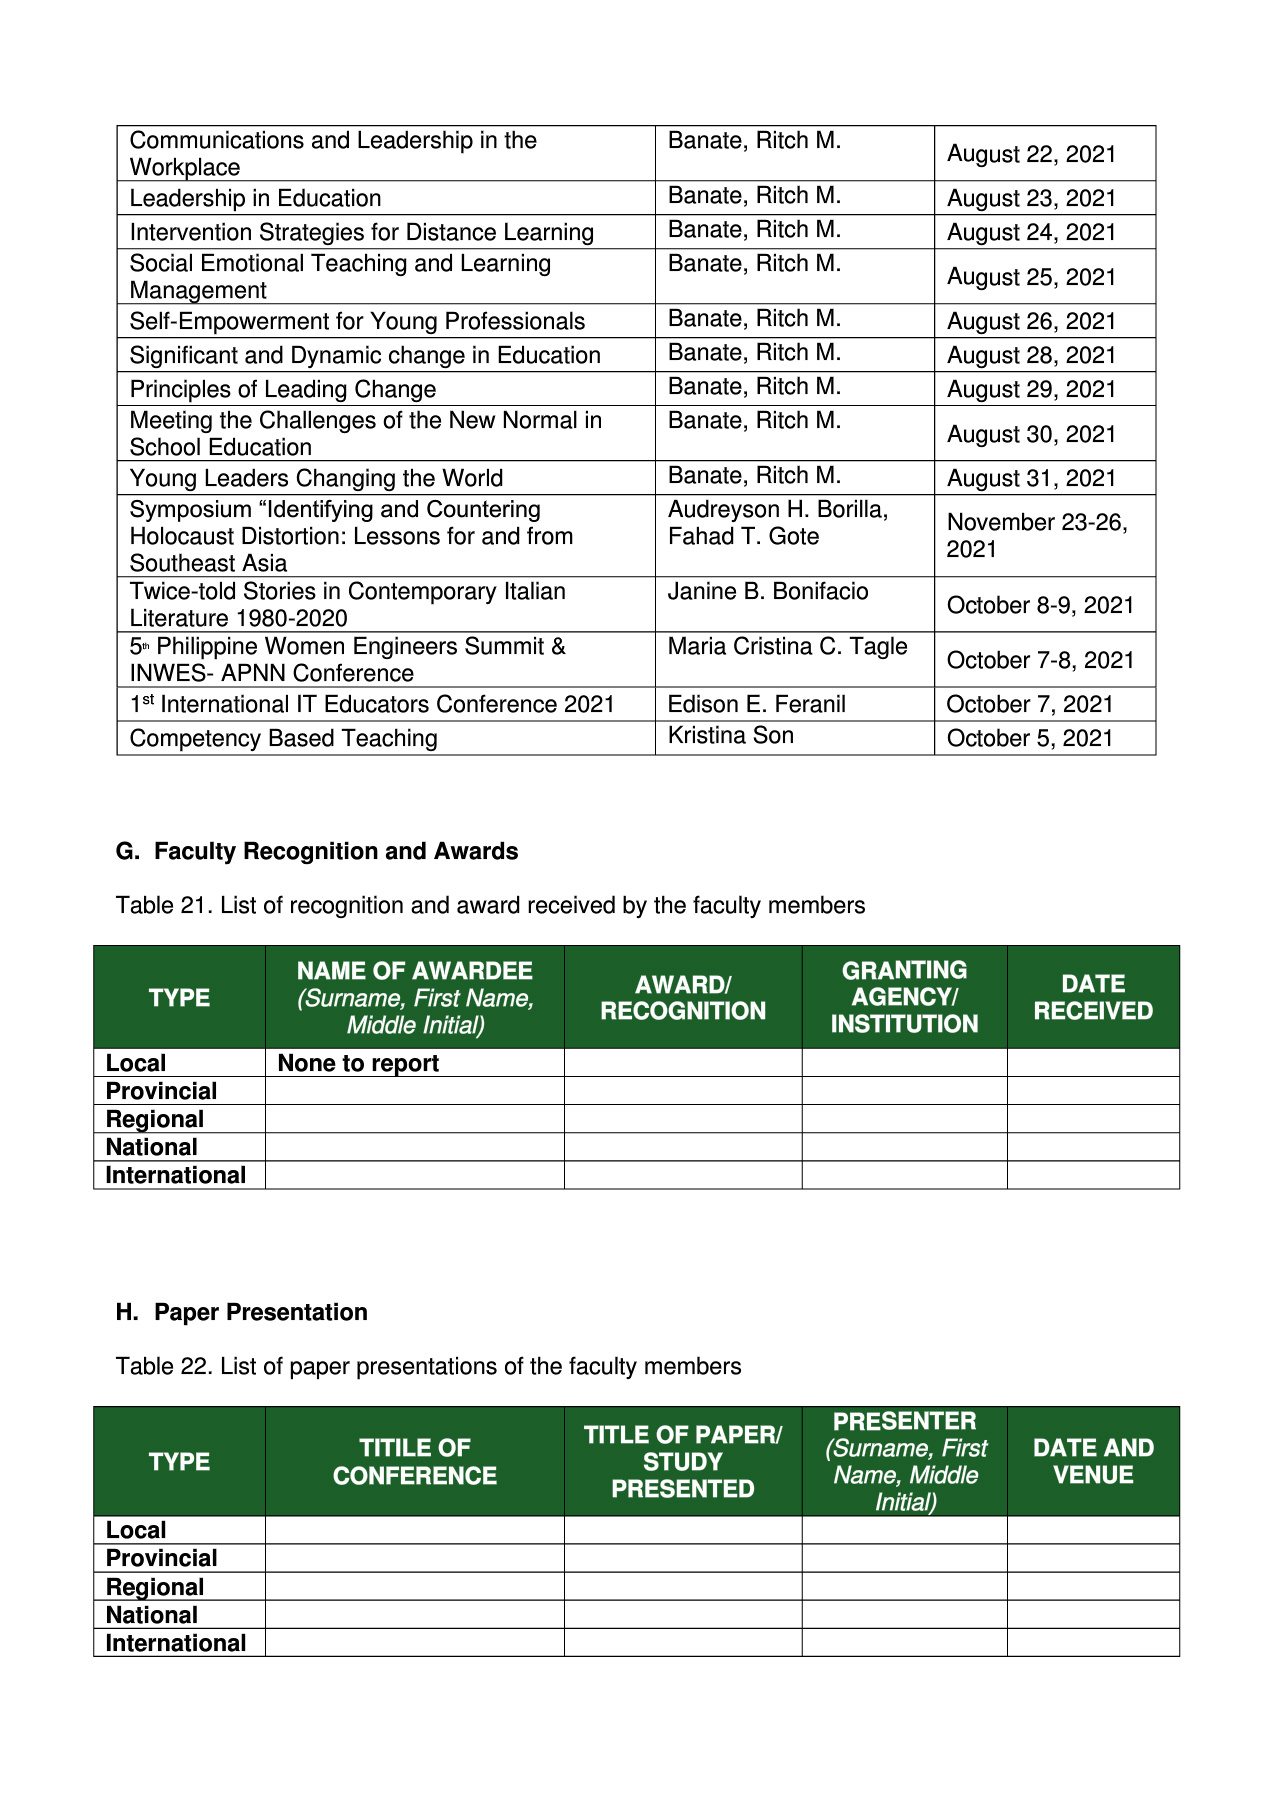 Communications and Leadership in the
Workplace
Banate, Ritch M.
August 22, 2021
Leadership in Education
Banate, Ritch M.
August 23, 2021
Intervention Strategies for Distance Learning
Banate, Ritch M.
August 24, 2021
Social Emotional Teaching and Learning
Management
Banate, Ritch M.
August 25, 2021
Self-Empowerment for Young Professionals
Banate, Ritch M.
August 26, 2021
Significant and Dynamic change in Education
Banate, Ritch M.
August 28, 2021
Principles of Leading Change
Banate, Ritch M.
August 29, 2021
Meeting the Challenges of the New Normal in
School Education
Banate, Ritch M.
August 30, 2021
Young Leaders Changing the World
Banate, Ritch M.
August 31, 2021
Symposium “Identifying and Countering
Holocaust Distortion: Lessons for and from
Southeast Asia
Audreyson H. Borilla,
Fahad T. Gote
November 23-26,
2021
Twice-told Stories in Contemporary Italian
Literature 1980-2020
Janine B. Bonifacio
October 8-9, 2021
5th Philippine Women Engineers Summit &
INWES- APNN Conference
Maria Cristina C. Tagle
October 7-8, 2021
1st International IT Educators Conference 2021
Edison E. Feranil
October 7, 2021
Competency Based Teaching
Kristina Son
October 5, 2021
G. Faculty Recognition and Awards
Table 21. List of recognition and award received by the faculty members
TYPE
NAME OF AWARDEE
(Surname, First Name,
Middle Initial)
AWARD/
RECOGNITION
GRANTING
AGENCY/
INSTITUTION
DATE
RECEIVED
Local
None to report
Provincial
Regional
National
International
H. Paper Presentation
Table 22. List of paper presentations of the faculty members
TYPE
TITILE OF
CONFERENCE
TITLE OF PAPER/
STUDY
PRESENTED
PRESENTER
(Surname, First
Name, Middle
Initial)
DATE AND
VENUE
Local
Provincial
Regional
National
International